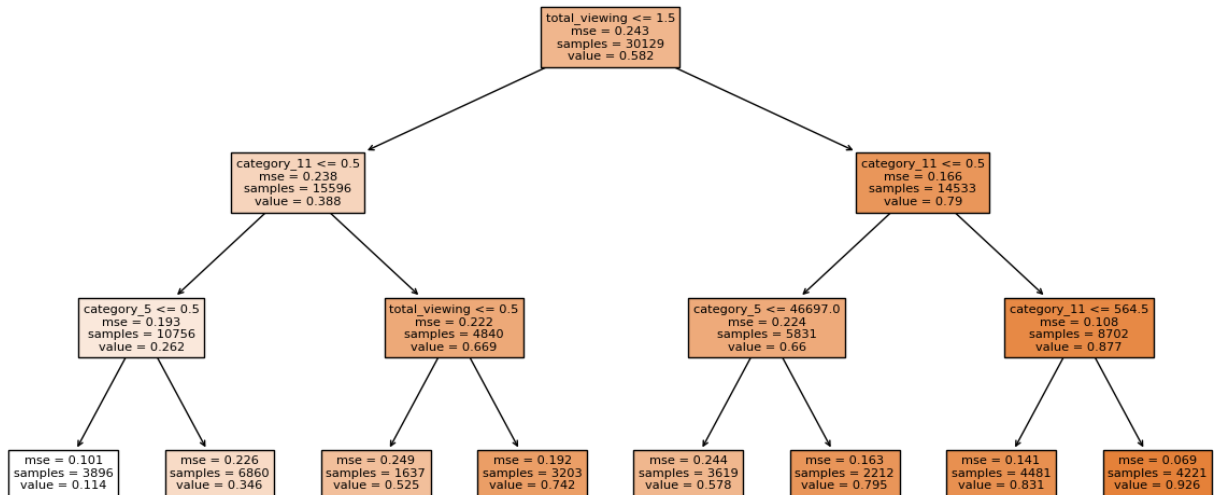 total_viewing <= 1.5
mse = 0.243
samples = 30129
value = 0.582
category_11 <= 0.5
mse = 0.238
samples = 15596
value = 0.388
category_11 <= 0.5
mse = 0.166
samples = 14533
value = 0.79
category_5 <= 0.5
mse = 0.193
samples = 10756
value = 0.262
total_viewing <= 0.5
mse = 0.222
samples = 4840
value = 0.669
category_5 <= 46697.0
mse = 0.224
samples = 5831
value = 0.66
category_11 <= 564.5
mse = 0.108
samples = 8702
value = 0.877
mse = 0.101
samples = 3896
value = 0.114
mse = 0.226
samples = 6860
value = 0.346
mse = 0.249
samples = 1637
value = 0.525
mse = 0.192
samples = 3203
value = 0.742
mse = 0.244
samples = 3619
value = 0.578
mse = 0.163
samples = 2212
value = 0.795
mse = 0.141
samples = 4481
value = 0.831
mse = 0.069
samples = 4221
value = 0.926